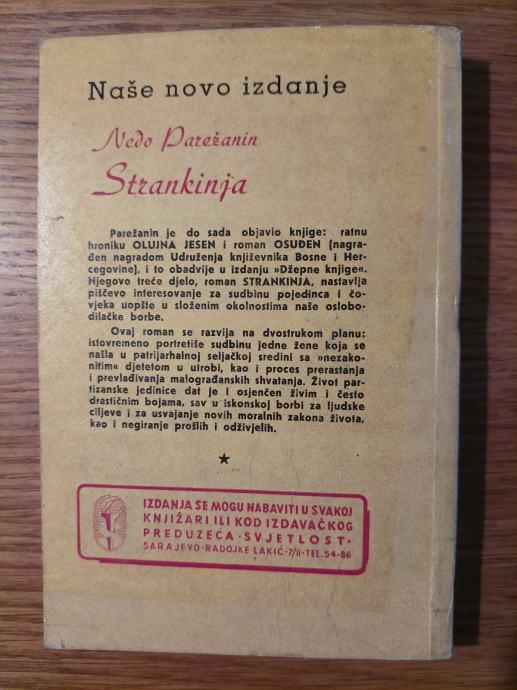 Naše novo izdanje
Nedo Parežanin
Strankinja
Parežanin je do sada objavio knjige: ratnu
hroniku OLUJNA JESEN i roman OSUĐEN (nagra-
đen nagradom Udruženja književnika Bosne i Her-
cegovine), i to obadvije u izdanju »Džepne knjige«.
Njegovo treće djelo, roman STRANKINJA, nastavlja
piščevo interesovanje za sudbinu pojedinca i čo-
vjeka uopšte u složenim okolnostima naše oslobo-
dilačke borbe.
Ovaj roman se razvija na dvostrukom planu:
istovremeno portretiše sudbinu jedne žene koja se
našla u patrijarhalnoj seljačkoj sredini sa »nezako-
nitim« djetetom u utrobi, kao i proces prerastanja
i prevladivanja malograđanskih shvatanja. Život par-
tizanske jedinice dat je i osjenčen živim i često
drastičnim bojama, sav u iskonskoj borbi za ljudske
ciljeve i za usvajanje novih moralnih zakona života,
kao i negiranje prošlih i odživjelih.
IZDANJA SE MOGU NABAVITI U SVAKOJ
KNJIŽARI ILI KOD IZDAVAČKOG
PREDUZEĆA · SVJETLOST ·
SARAJEVO - RADOJKE LAKIĆ - 7/II - TEL. 54-86